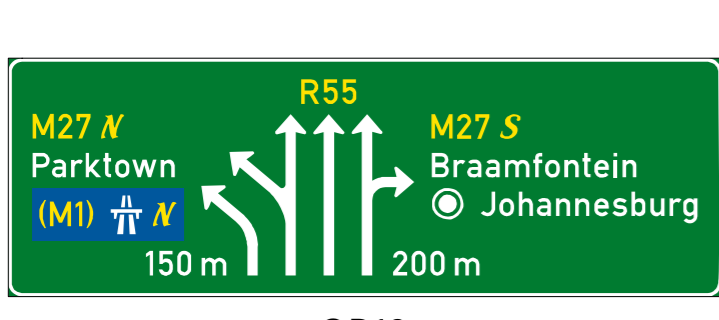 R55
M27 N
Parktown
(M1) N
150 m
M27 S
Braamfontein
Johannesburg
200 m